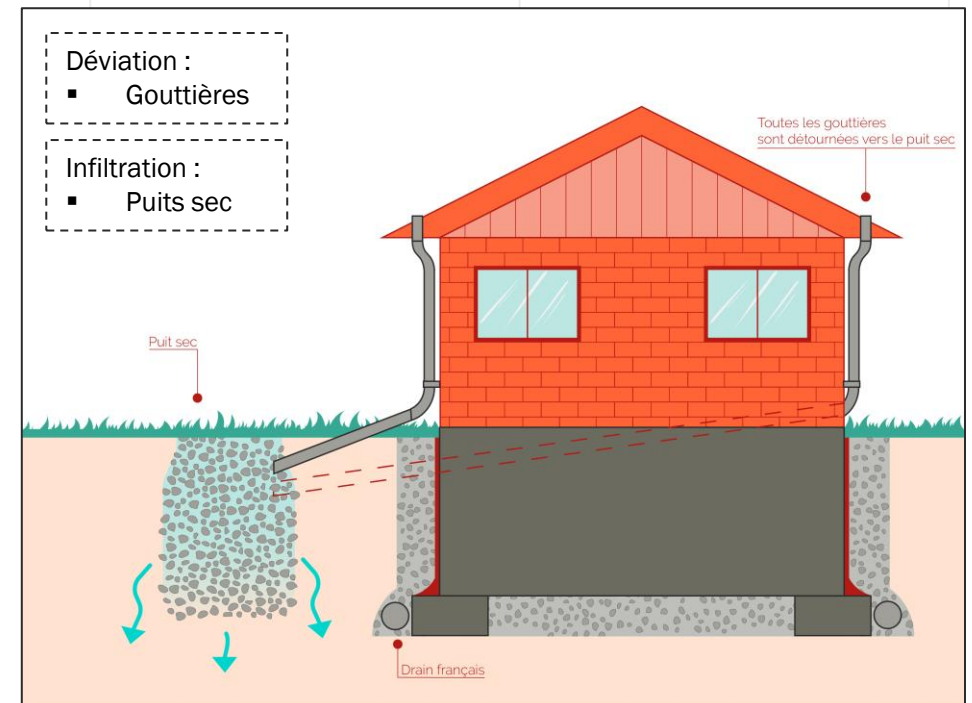 Déviation :
▪ Gouttières
Infiltration :
▪ Puits sec
Toutes les gouttières
sont détournées vers le puit sec
Puit sec
Drain français